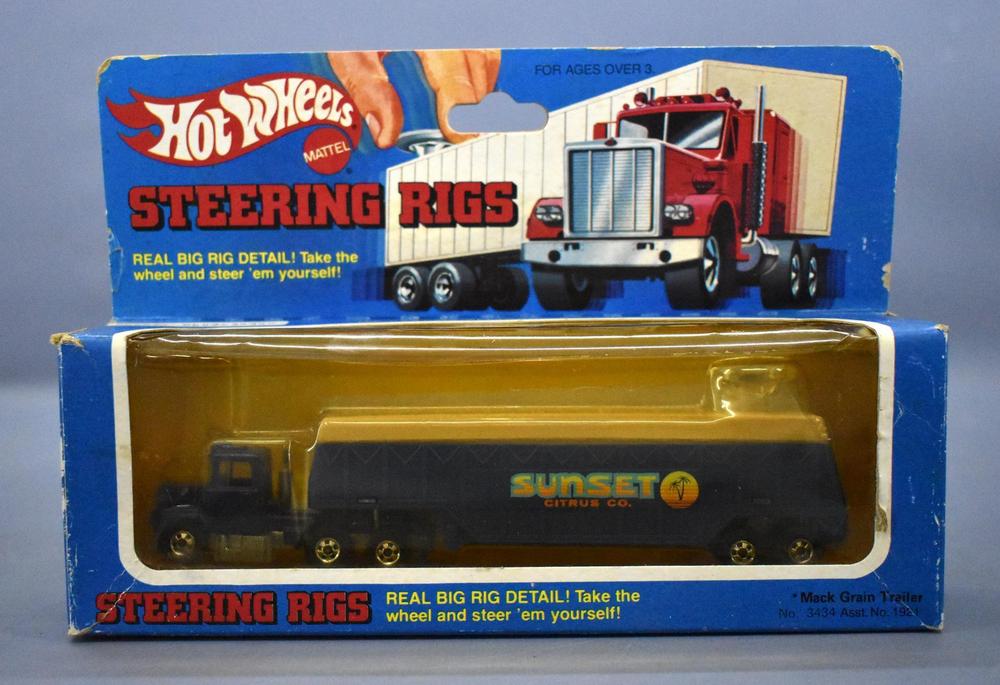 FOR AGES OVER 3.
HOT WHEELS
MATTEL
STEERING RIGS
REAL BIG RIG DETAIL! Take the
wheel and steer 'em yourself!
SUNSET
CITRUS CO.
STEERING RIGS
REAL BIG RIG DETAIL! Take the
wheel and steer 'em yourself!
*Mack Grain Trailer
No. 3434 Asst. No.